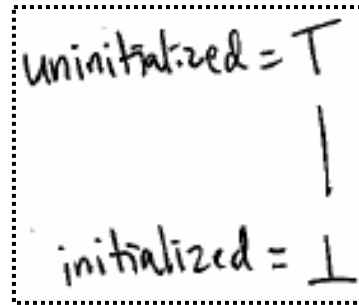 uninitialized = ⊤
initialized = ⊥